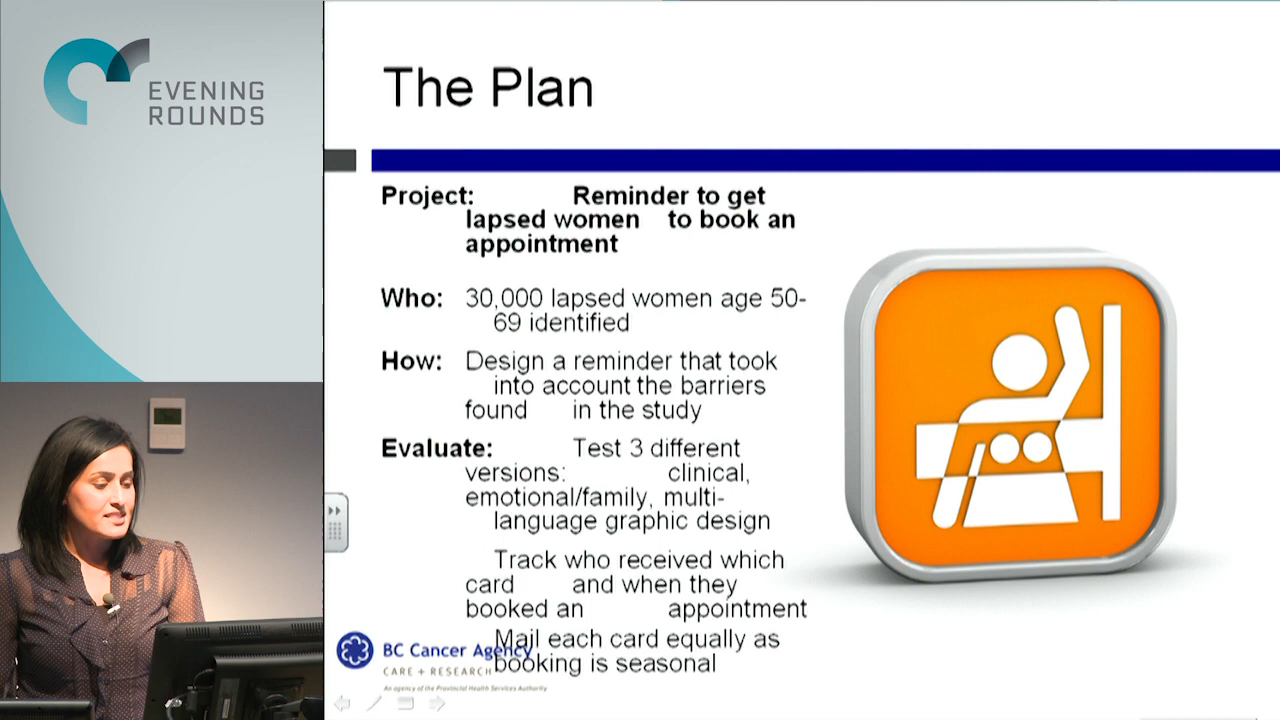 EVENING
ROUNDS
The Plan
Project: Reminder to get
lapsed women to book an
appointment
Who: 30,000 lapsed women age 50-
69 identified
How: Design a reminder that took
into account the barriers
found in the study
Evaluate: Test 3 different
versions: clinical,
emotional/family, multi-
language graphic design
Track who received which
card and when they
booked an appointment
Mail each card equally as
booking is seasonal
BC Cancer Agency
CARE + RESEARCH
An agency of the Provincial Health Services Authority